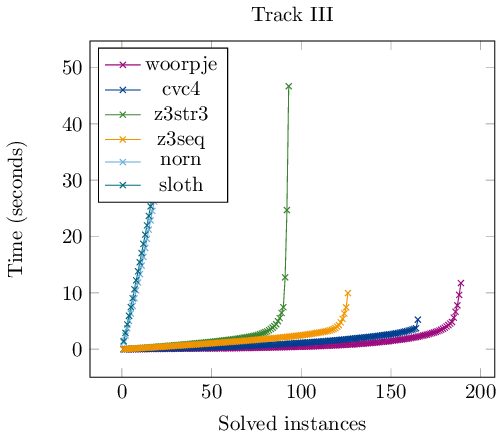 Track III
woorpje
cvc4
z3str3
z3seq
norn
sloth
50
40
30
20
10
0
Time (seconds)
0 50 100 150 200
Solved instances